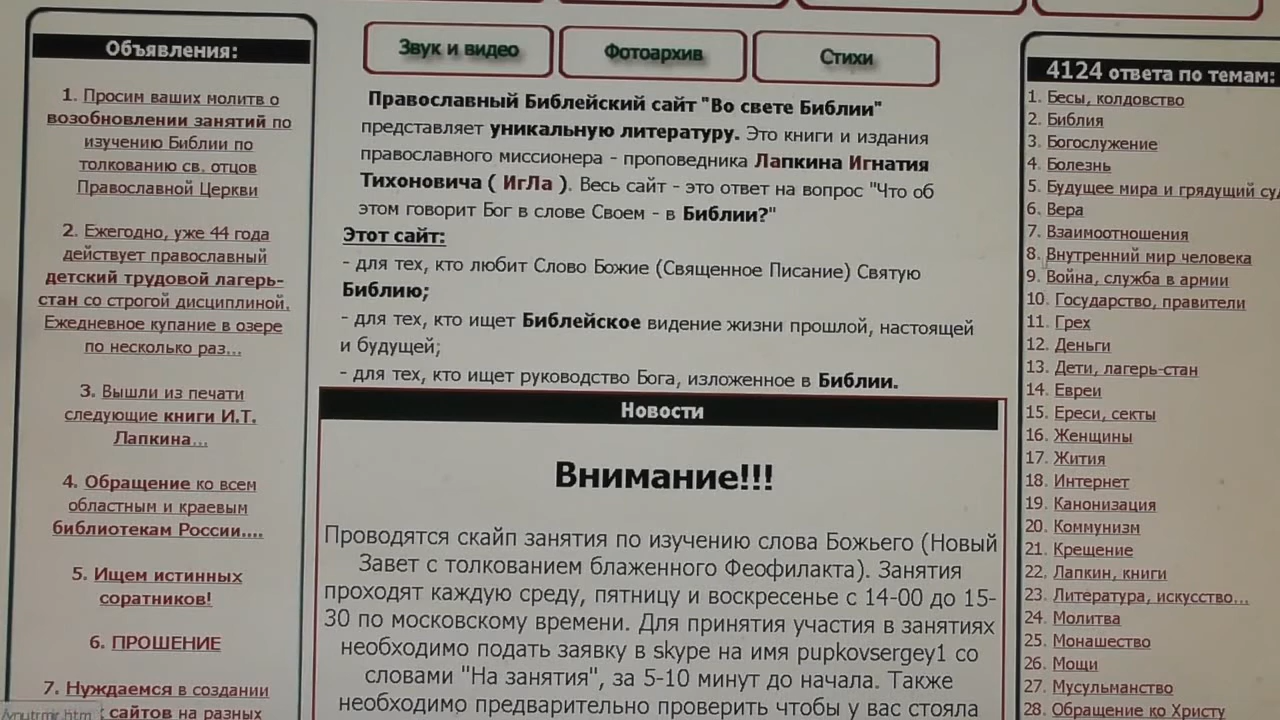 Звук и видео
Фотоархив
Стихи
Объявления:
1. Просим ваших молитв о
возобновлении занятий по
изучению Библии по
толкованию св. отцов
Православной Церкви
2. Ежегодно, уже 44 года
действует православный
детский трудовой лагерь-
стан со строгой дисциплиной.
Ежедневное купание в озере
по несколько раз...
3. Вышли из печати
следующие книги И.Т.
Лапкина...
4. Обращение ко всем
областным и краевым
библиотекам России....
5. Ищем истинных
соратников!
6. ПРОШЕНИЕ
7. Нуждаемся в создании
сайтов на разных
/vnutrmir.htm
Православный Библейский сайт "Во свете Библии"
представляет уникальную литературу. Это книги и издания
православного миссионера - проповедника Лапкина Игнатия
Тихоновича ( ИгЛа ). Весь сайт - это ответ на вопрос "Что об
этом говорит Бог в слове Своем - в Библии?"
Этот сайт:
- для тех, кто любит Слово Божие (Священное Писание) Святую
Библию;
- для тех, кто ищет Библейское видение жизни прошлой, настоящей
и будущей;
- для тех, кто ищет руководство Бога, изложенное в Библии.
Новости
Внимание!!!
Проводятся скайп занятия по изучению слова Божьего (Новый
Завет с толкованием блаженного Феофилакта). Занятия
проходят каждую среду, пятницу и воскресенье с 14-00 до 15-
30 по московскому времени. Для принятия участия в занятиях
необходимо подать заявку в skype на имя pupkovsergey1 со
словами "На занятия", за 5-10 минут до начала. Также
необходимо предварительно проверить чтобы у вас стояла
4124 ответа по темам:
1. Бесы, колдовство
2. Библия
3. Богослужение
4. Болезнь
5. Будущее мира и грядущий су
6. Вера
7. Взаимоотношения
8. Внутренний мир человека
9. Война, служба в армии
10. Государство, правители
11. Грех
12. Деньги
13. Дети, лагерь-стан
14. Евреи
15. Ереси, секты
16. Женщины
17. Жития
18. Интернет
19. Канонизация
20. Коммунизм
21. Крещение
22. Лапкин, книги
23. Литература, искусство...
24. Молитва
25. Монашество
26. Мощи
27. Мусульманство
28. Обращение ко Христу